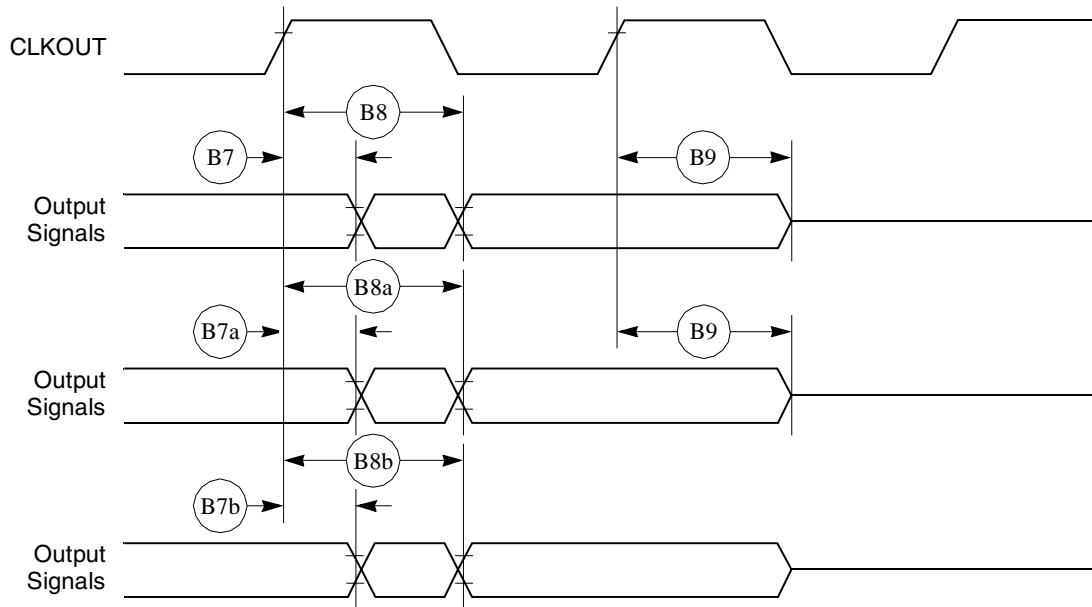 CLKOUT
B8
B7
B9
Output
Signals
B8a
B7a
B9
Output
Signals
B8b
B7b
Output
Signals